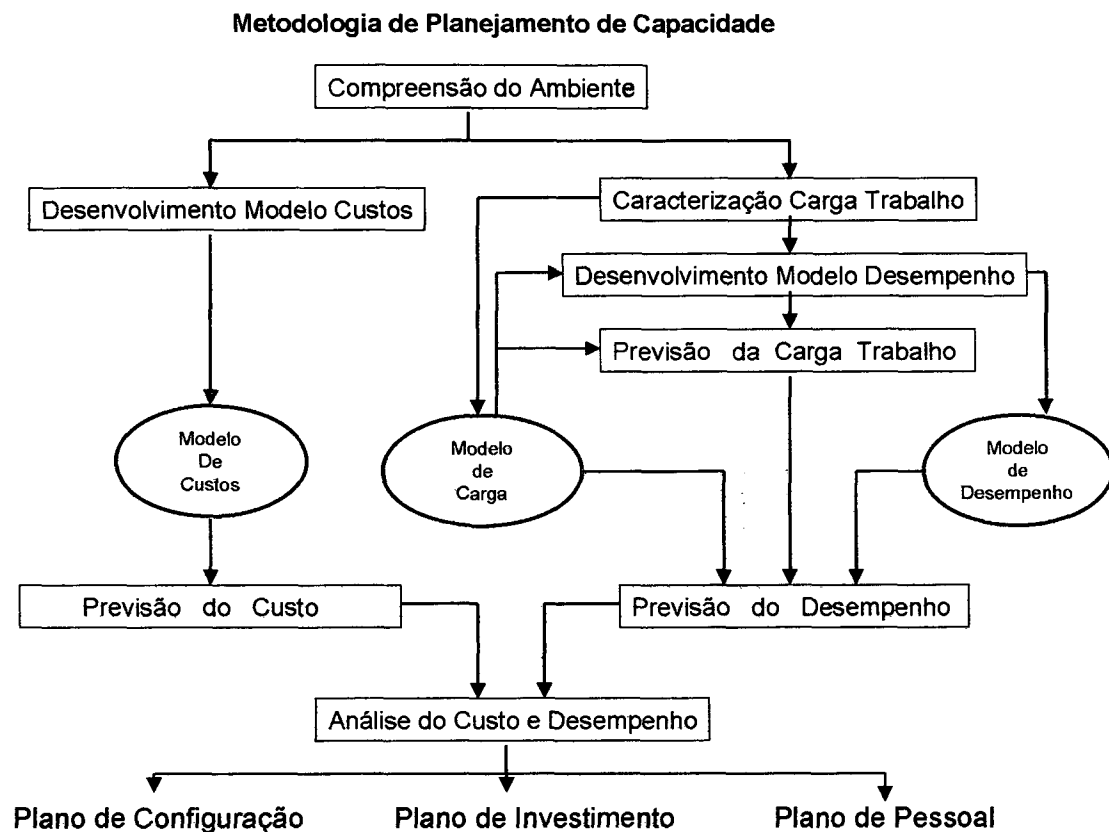 Metodologia de Planejamento de Capacidade
Compreensão do Ambiente
Desenvolvimento Modelo Custos
Caracterização Carga Trabalho
Desenvolvimento Modelo Desempenho
Previsão da Carga Trabalho
Modelo
De
Custos
Modelo
de
Carga
Modelo
de
Desempenho
Previsão do Custo
Previsão do Desempenho
Análise do Custo e Desempenho
Plano de Configuração
Plano de Investimento
Plano de Pessoal